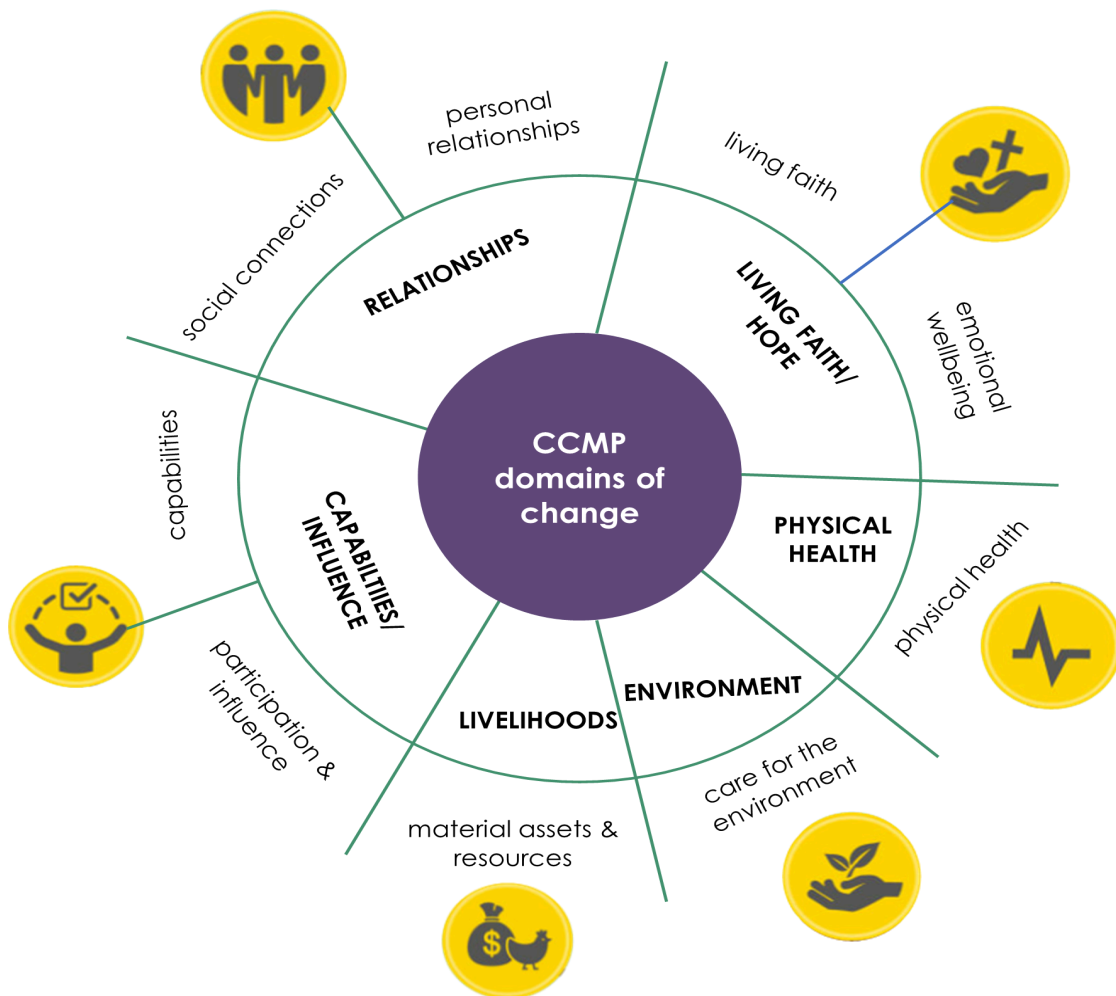 CCMP
domains of
change
RELATIONSHIPS
personal
relationships
social connections
LIVING FAITH/
HOPE
living faith
emotional
wellbeing
PHYSICAL
HEALTH
physical health
ENVIRONMENT
care for the
environment
LIVELIHOODS
material assets &
resources
$
CAPABILTIIES/
INFLUENCE
participation &
influence
capabilities